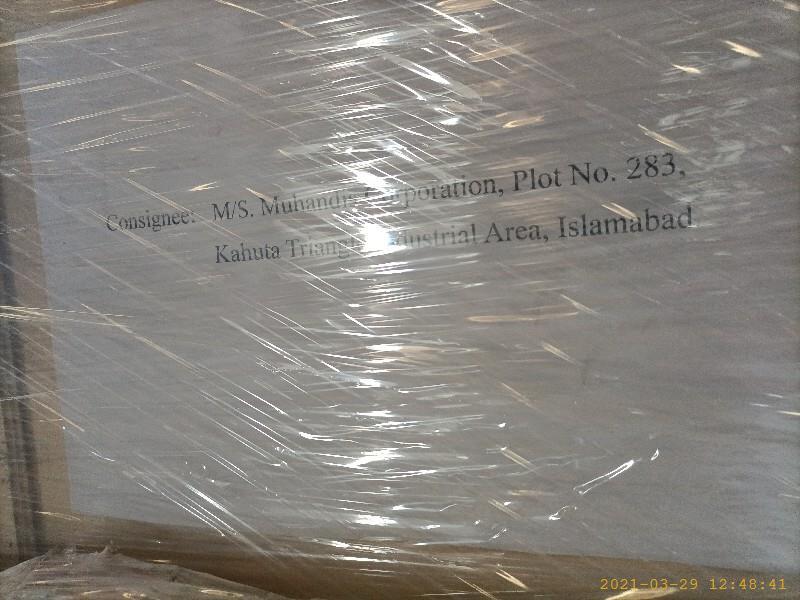 Consignee: M/S. Muhandis Corporation, Plot No. 283,
Kahuta Triangle Industrial Area, Islamabad
2021-03-29 12:48:41